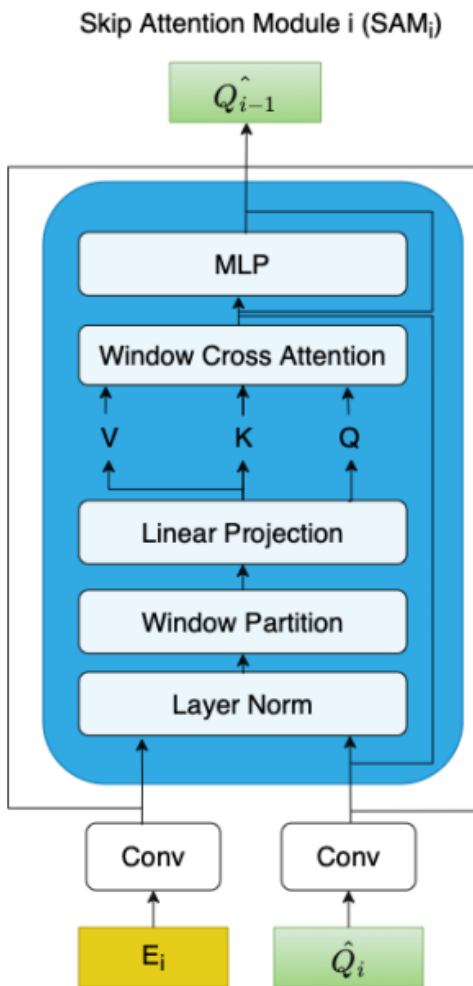 Skip Attention Module i (SAMᵢ)
Q̂ᵢ₋₁
MLP
Window Cross Attention
V K Q
Linear Projection
Window Partition
Layer Norm
Conv Conv
Eᵢ Q̂ᵢ